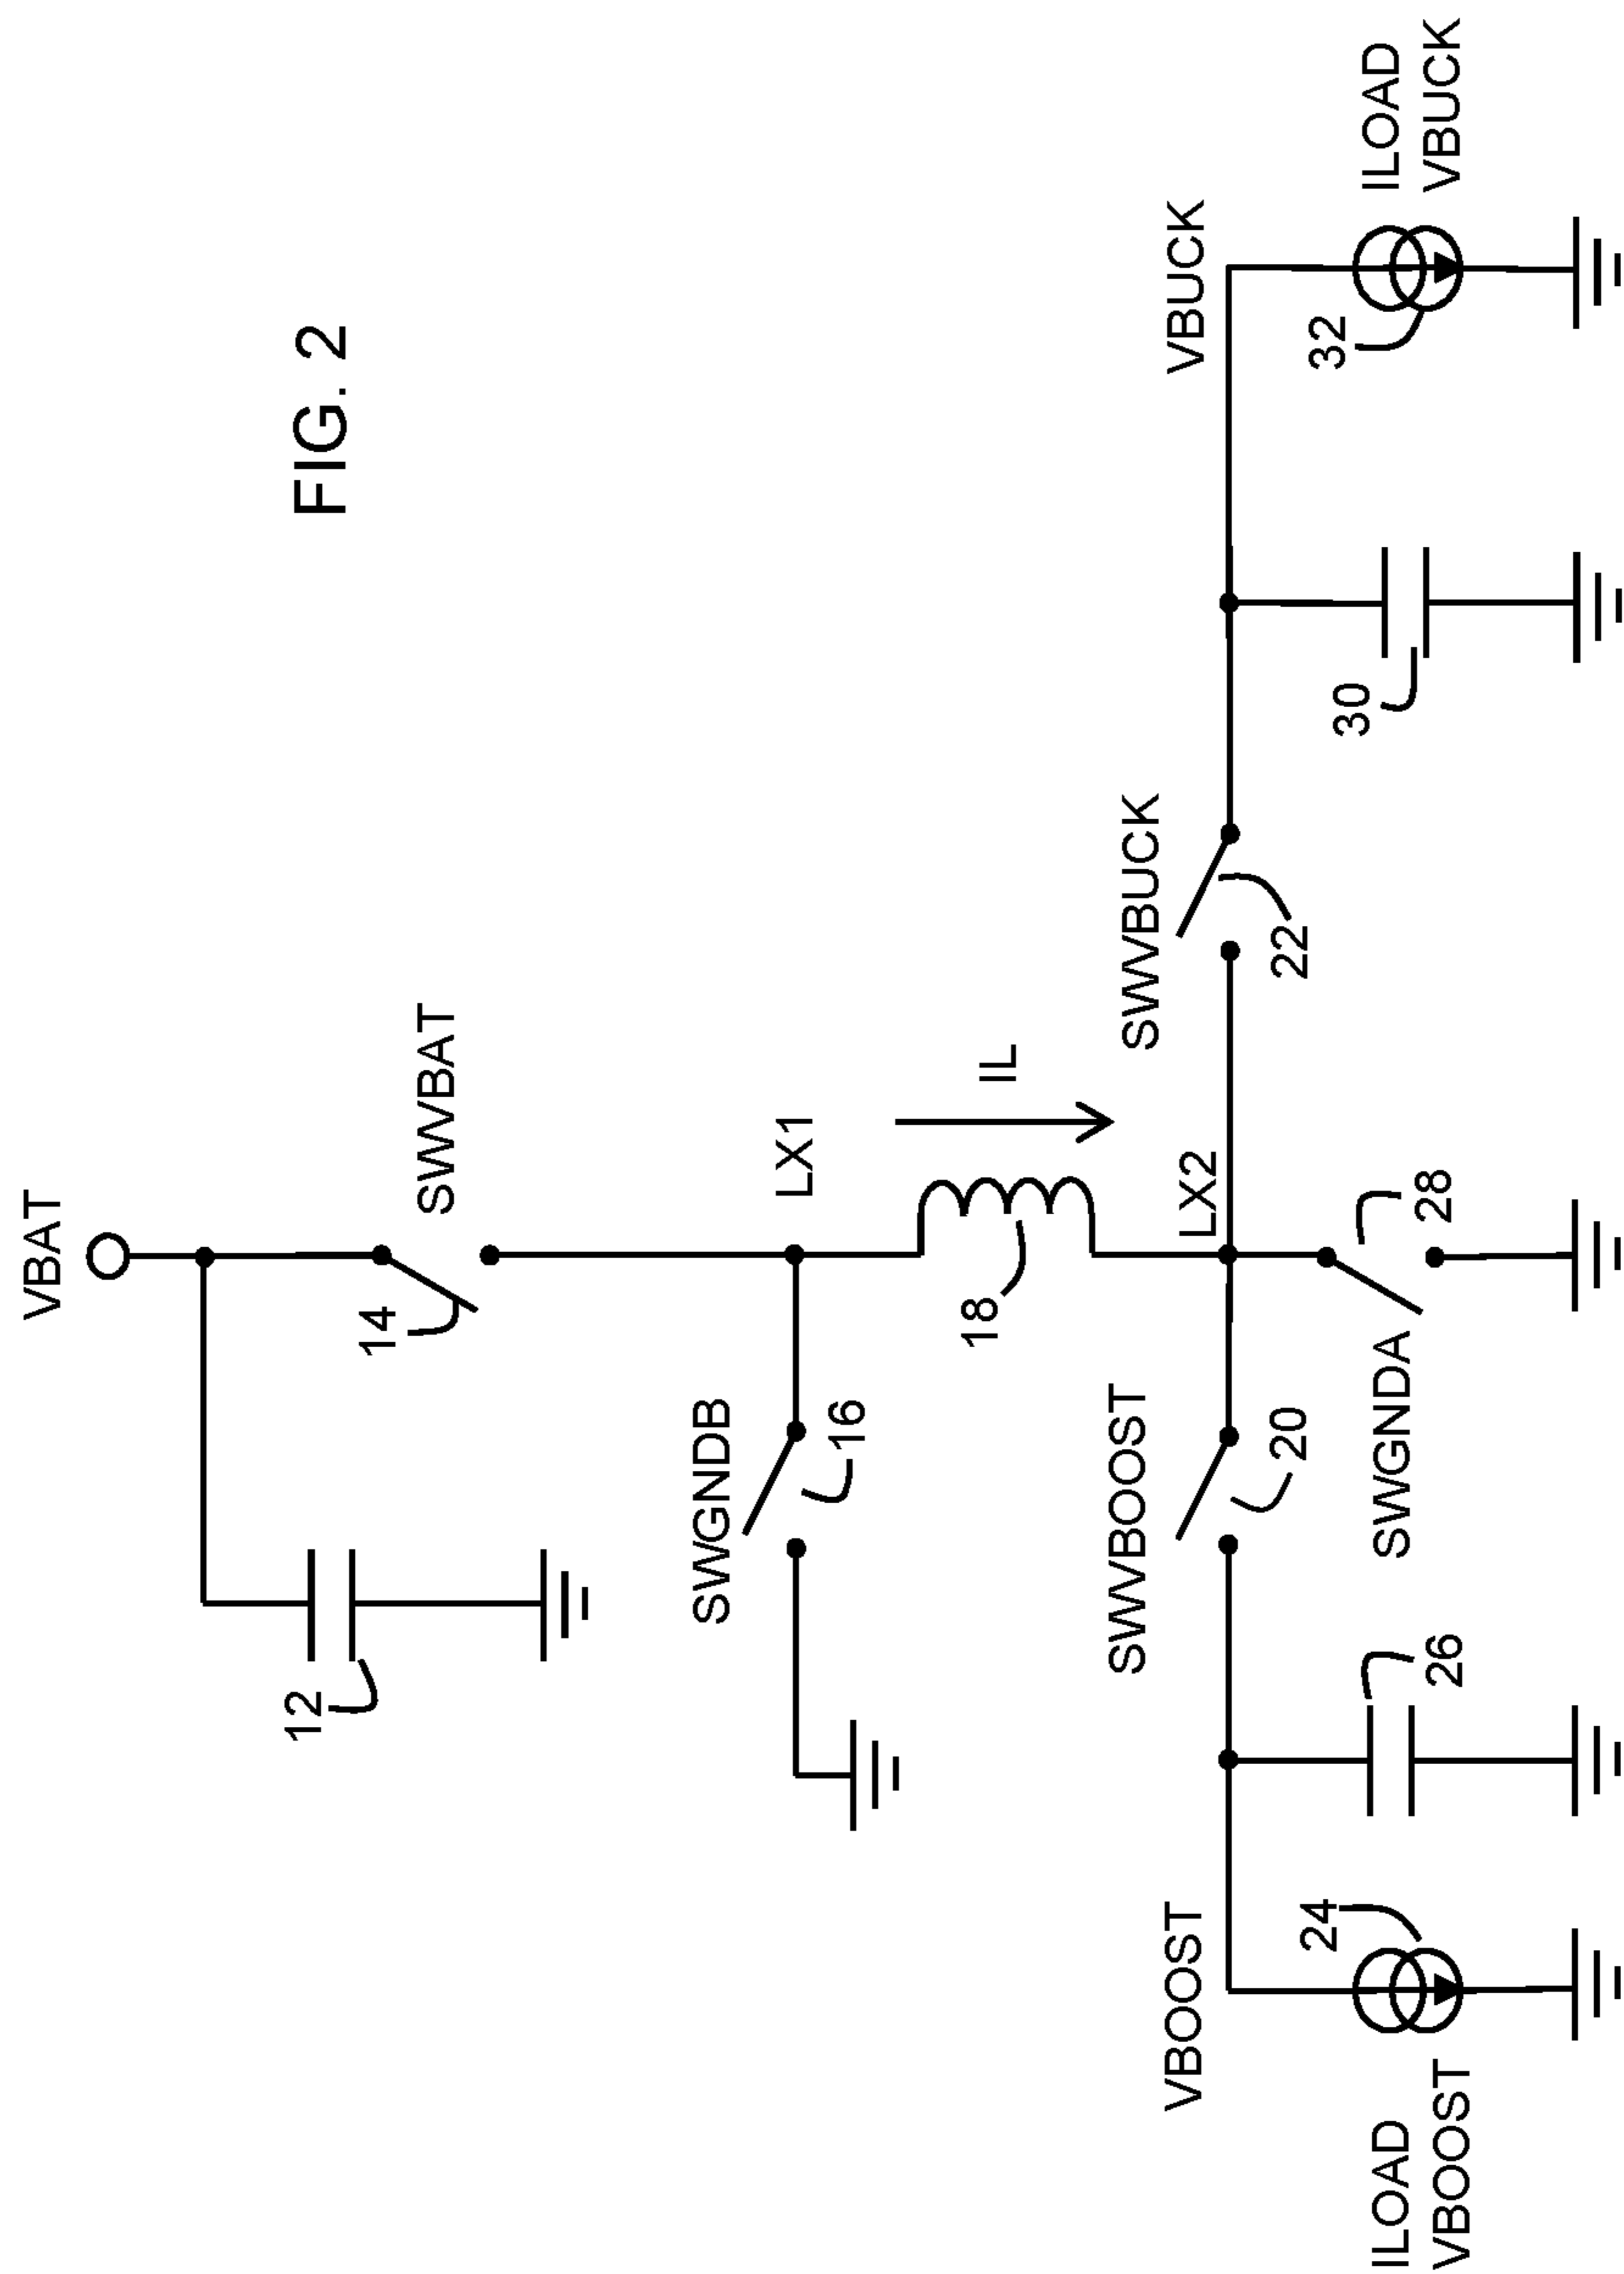 FIG. 2
VBAT
SWVBAT
14
12
SWGNDB
16
LX1
IL
18
LX2
SWVBOOST
20
SWVBUCK
22
VBOOST
VBUCK
SWGNDA
28
24
26
30
32
ILOAD
VBOOST
ILOAD
VBUCK